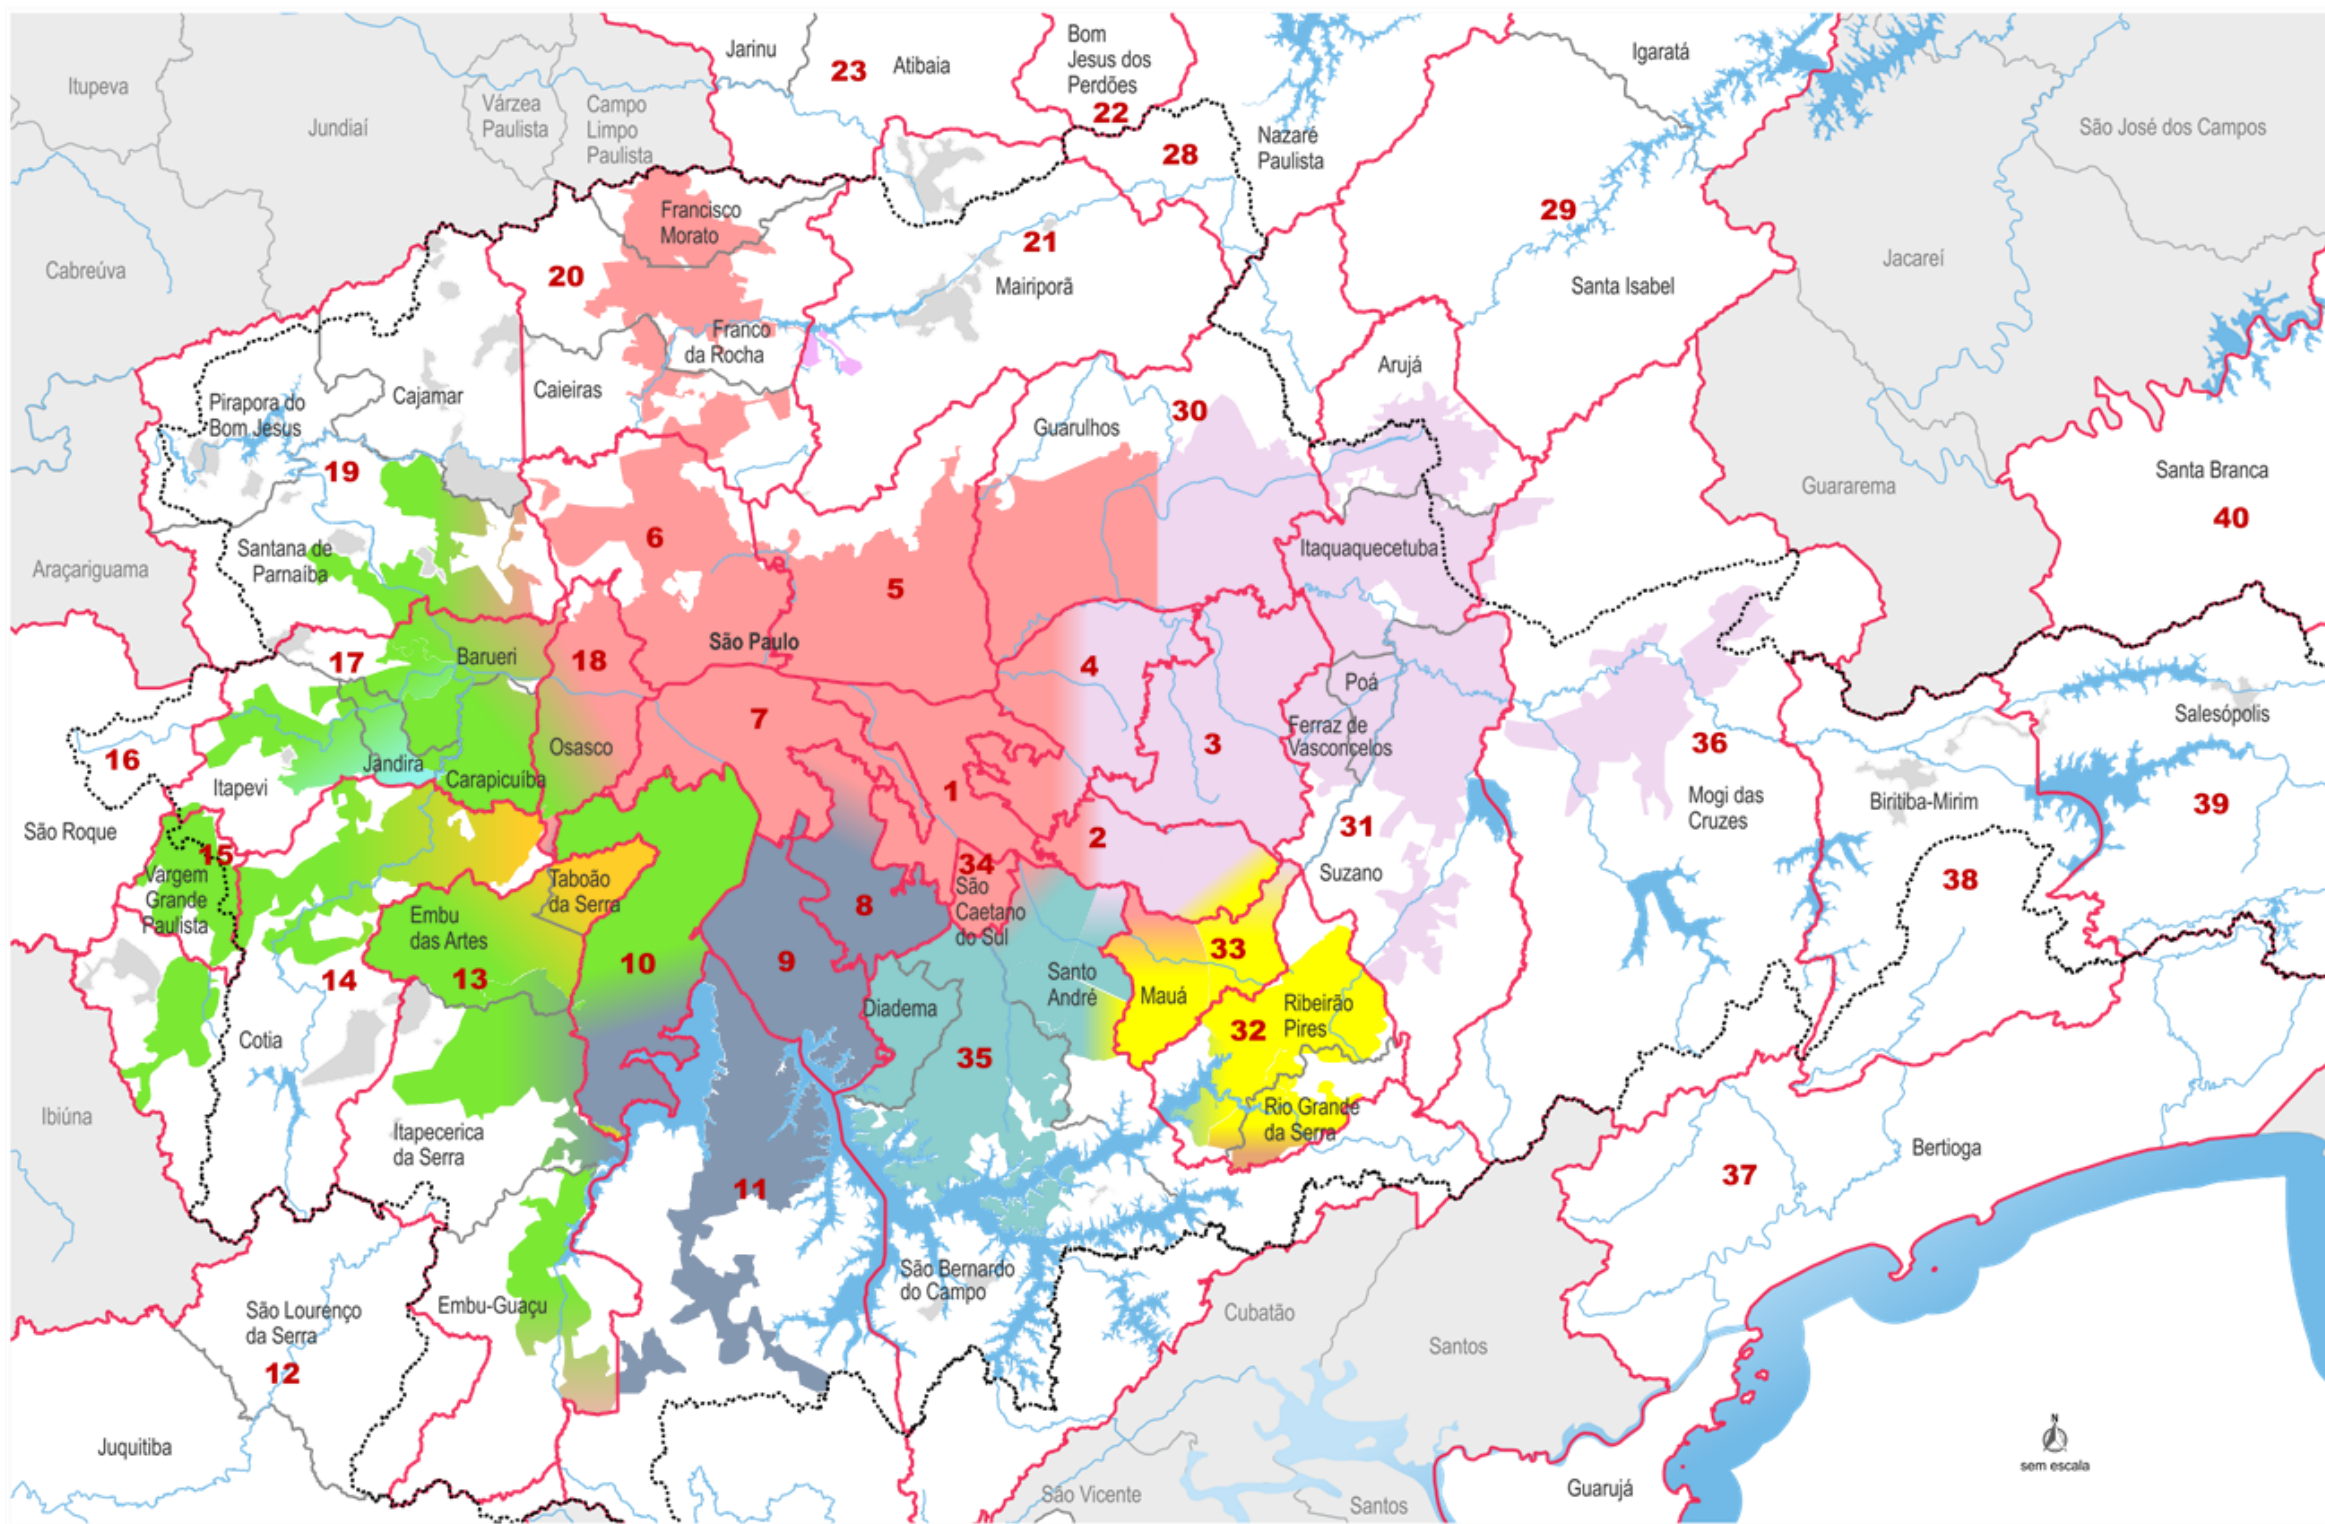 Jarinu
23
Atibaia
Bom
Jesus dos
Perdões
22
Igaratá
Itupeva
Jundiaí
Várzea
Paulista
Campo
Limpo
Paulista
28
Nazaré
Paulista
São José dos Campos
Francisco
Morato
20
21
Mairiporã
29
Santa Isabel
Jacareí
Cabreúva
Franco
da Rocha
Caieiras
Cajamar
Pirapora do
Bom Jesus
19
Arujá
30
Guarulhos
Santa Branca
40
Guararema
Araçariguama
Santana de
Parnaíba
6
5
Itaquaquecetuba
São Paulo
17
Barueri
18
4
Poá
7
3
Ferraz de
Vasconcelos
36
Mogi das
Cruzes
Salesópolis
39
Biritiba-Mirim
38
16
Itapevi
Jandira
Carapicuíba
Osasco
São Roque
15
Vargem
Grande
Paulista
Taboão
da Serra
1
2
31
Suzano
34
São
Caetano
do Sul
8
Embu
das Artes
13
14
10
9
Santo
André
33
Mauá
Ribeirão
Pires
32
Diadema
35
Cotia
Ibiúna
Itapecerica
da Serra
Rio Grande
da Serra
11
37
Bertioga
São Bernardo
do Campo
Embu-Guaçu
São Lourenço
da Serra
12
Juquitiba
Cubatão
Santos
São Vicente
Santos
Guarujá
N
sem escala